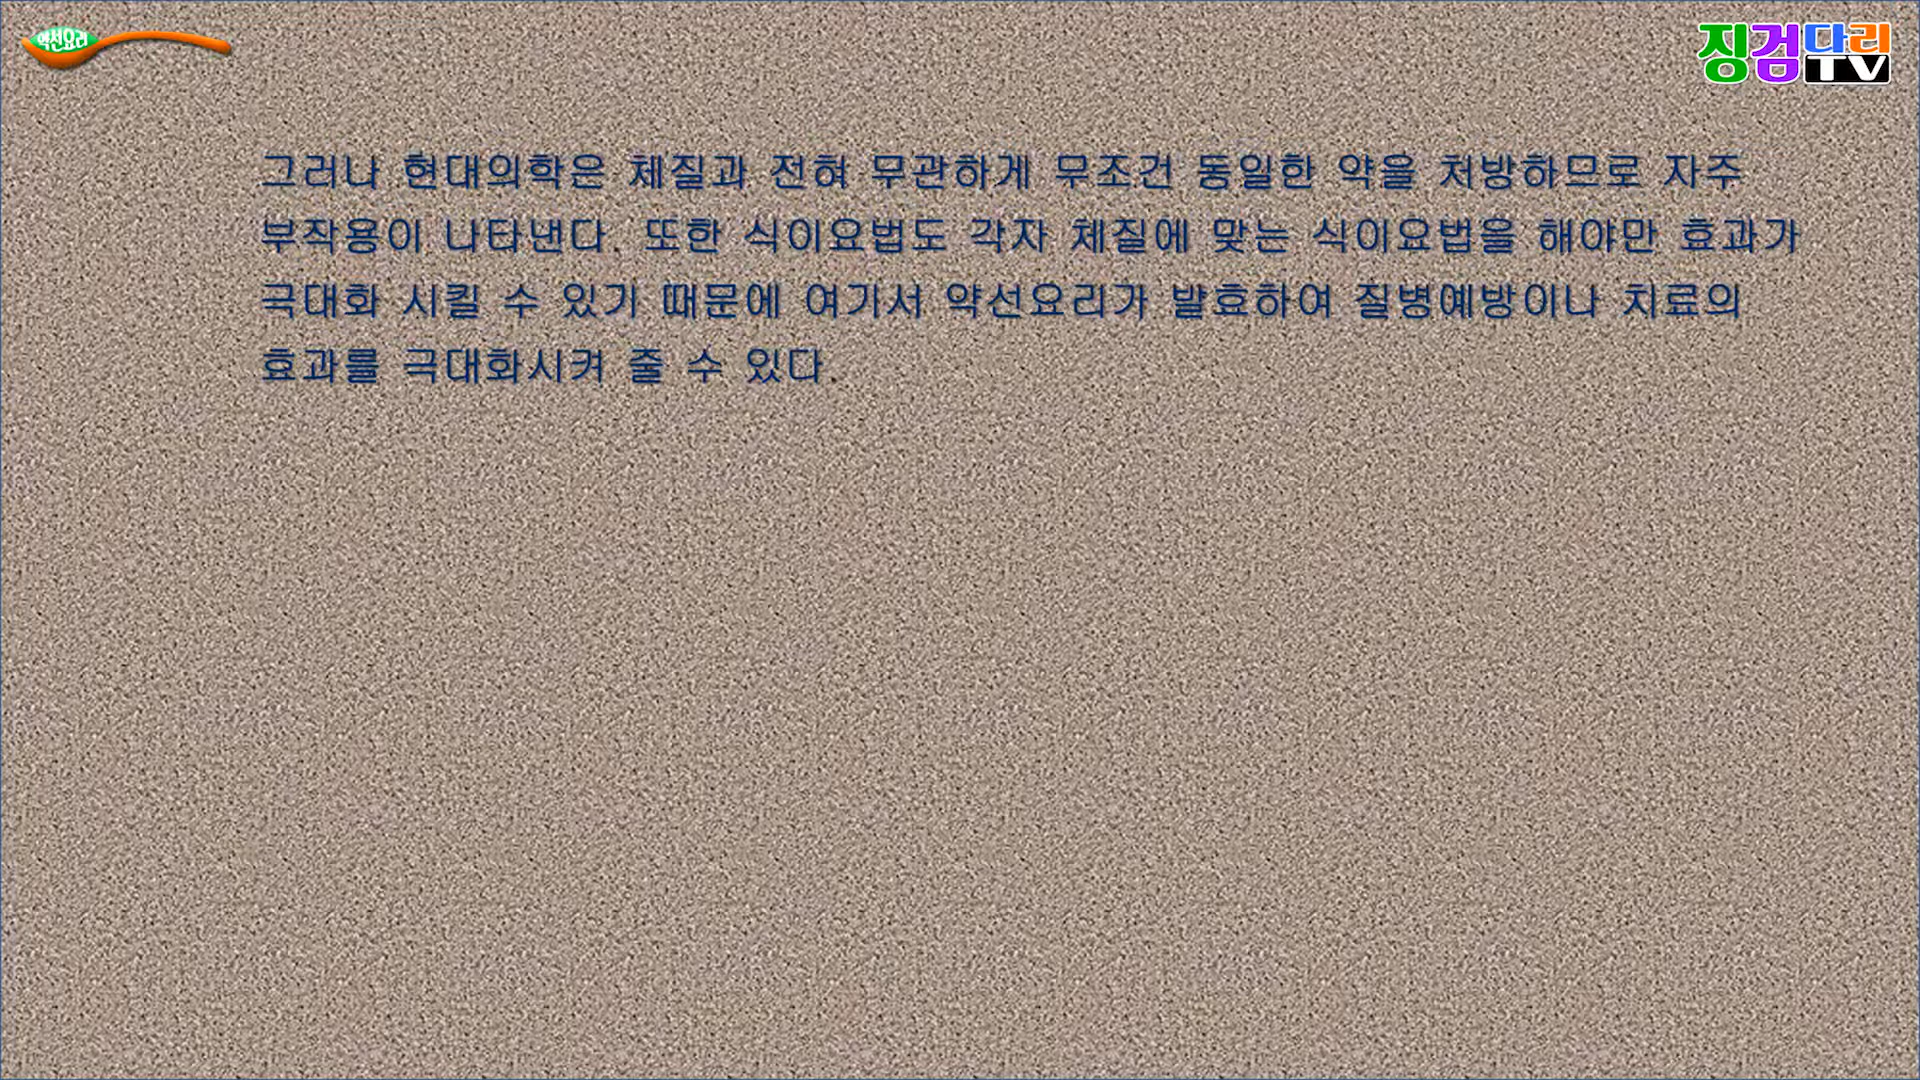 약선요리
징검다리
TV
그러나 현대의학은 체질과 전혀 무관하게 무조건 동일한 약을 처방하므로 자주
부작용이 나타낸다. 또한 식이요법도 각자 체질에 맞는 식이요법을 해야만 효과가
극대화 시킬 수 있기 때문에 여기서 약선요리가 발효하여 질병예방이나 치료의
효과를 극대화시켜 줄 수 있다.